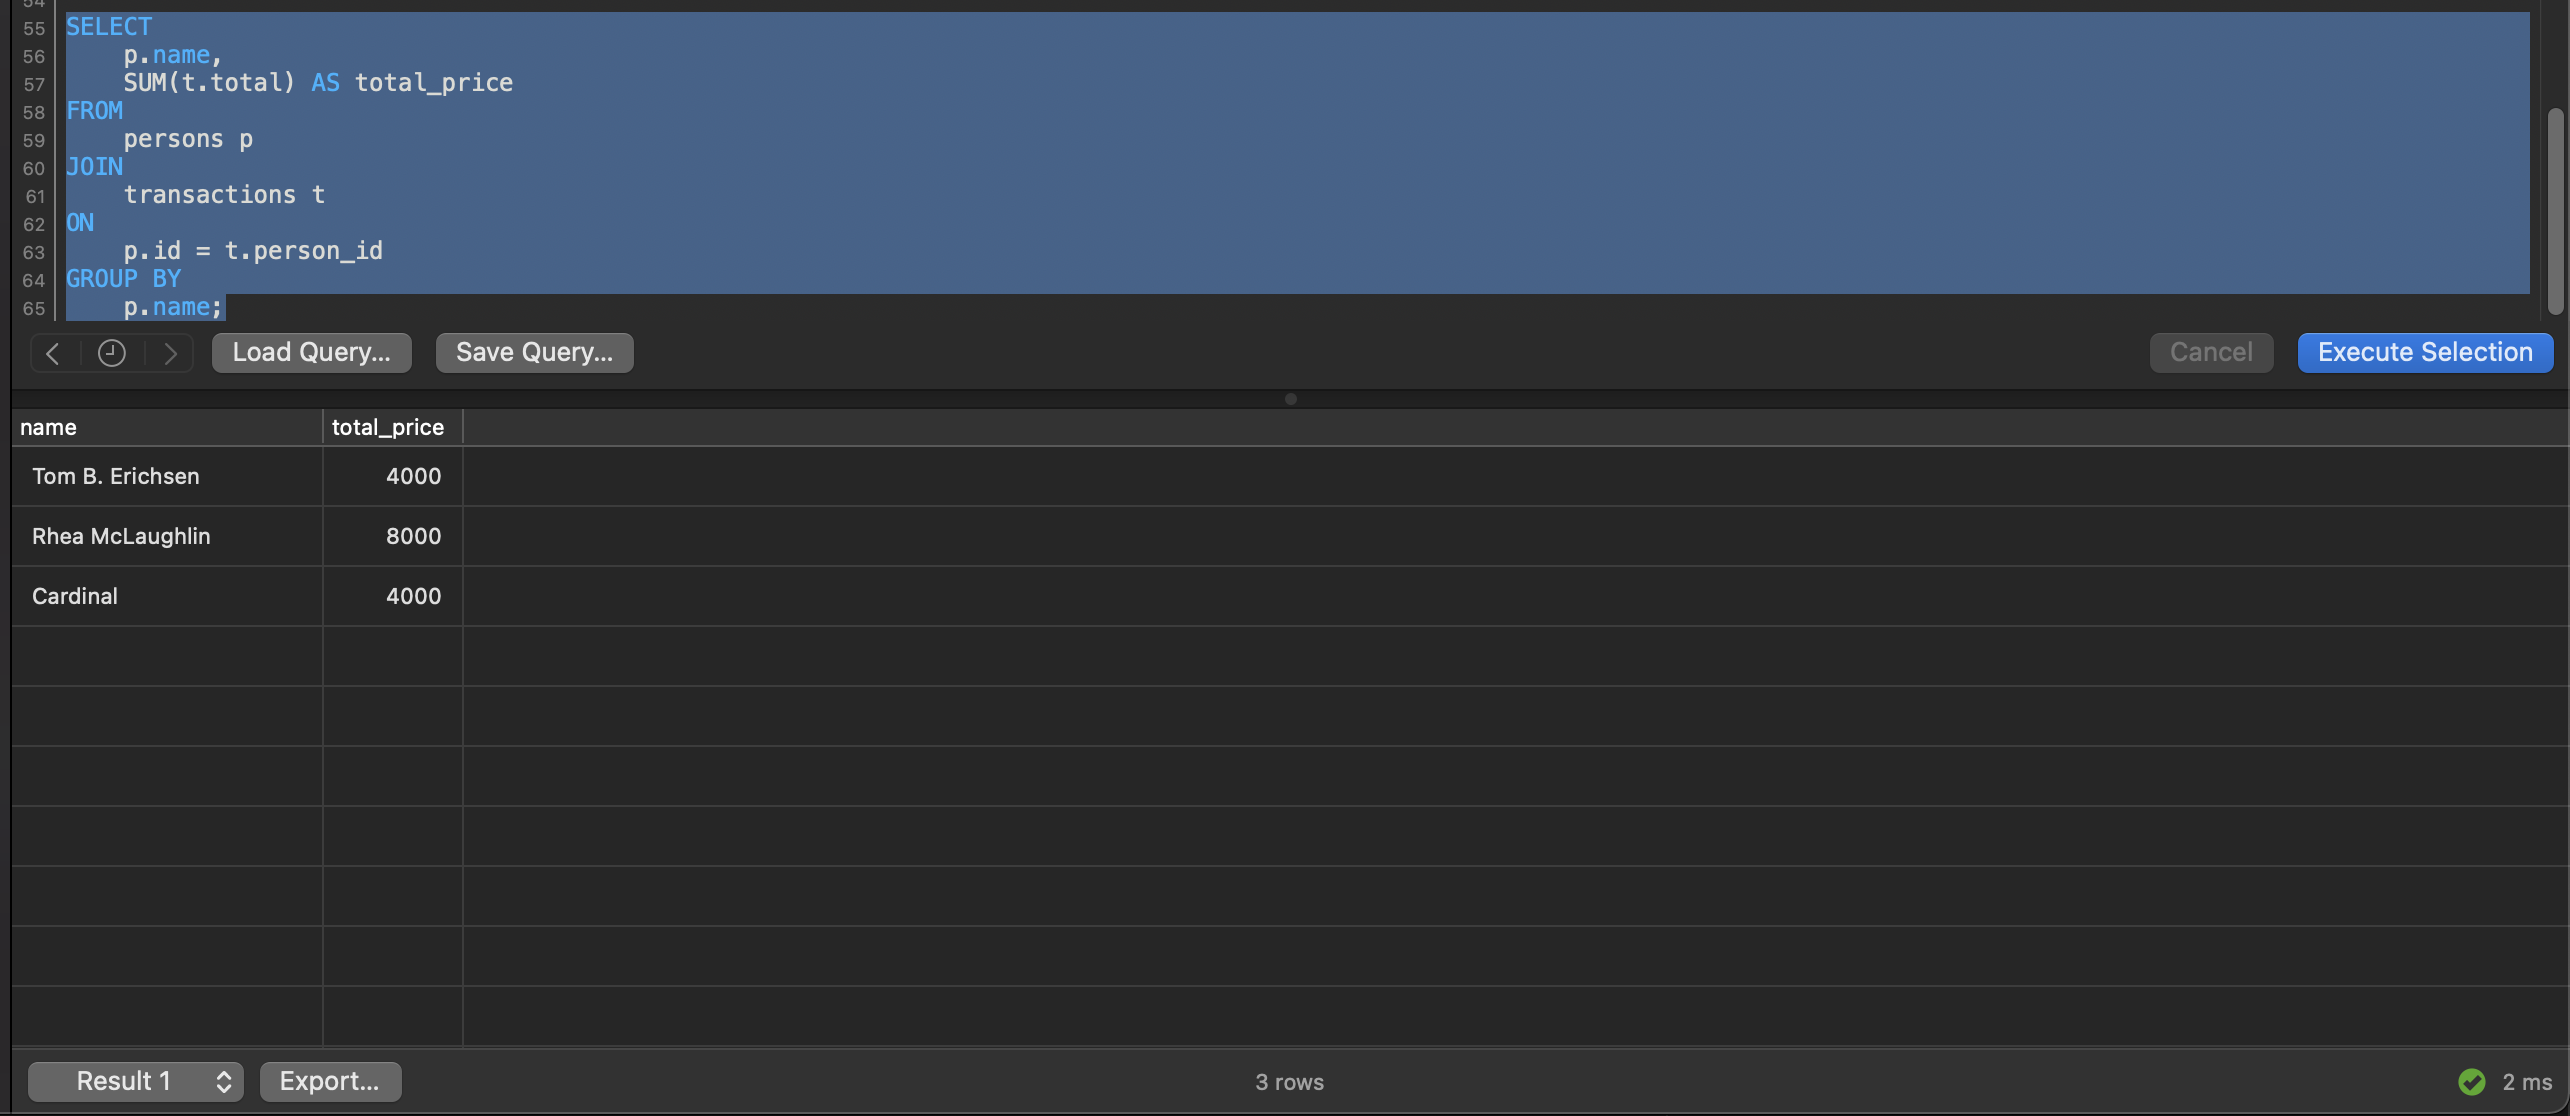 54
55 SELECT
56 p.name,
57 SUM(t.total) AS total_price
58 FROM
59 persons p
60 JOIN
61 transactions t
62 ON
63 p.id = t.person_id
64 GROUP BY
65 p.name;
Load Query... Save Query... Cancel Execute Selection
name total_price
Tom B. Erichsen 4000
Rhea McLaughlin 8000
Cardinal 4000
Result 1 Export... 3 rows 2 ms